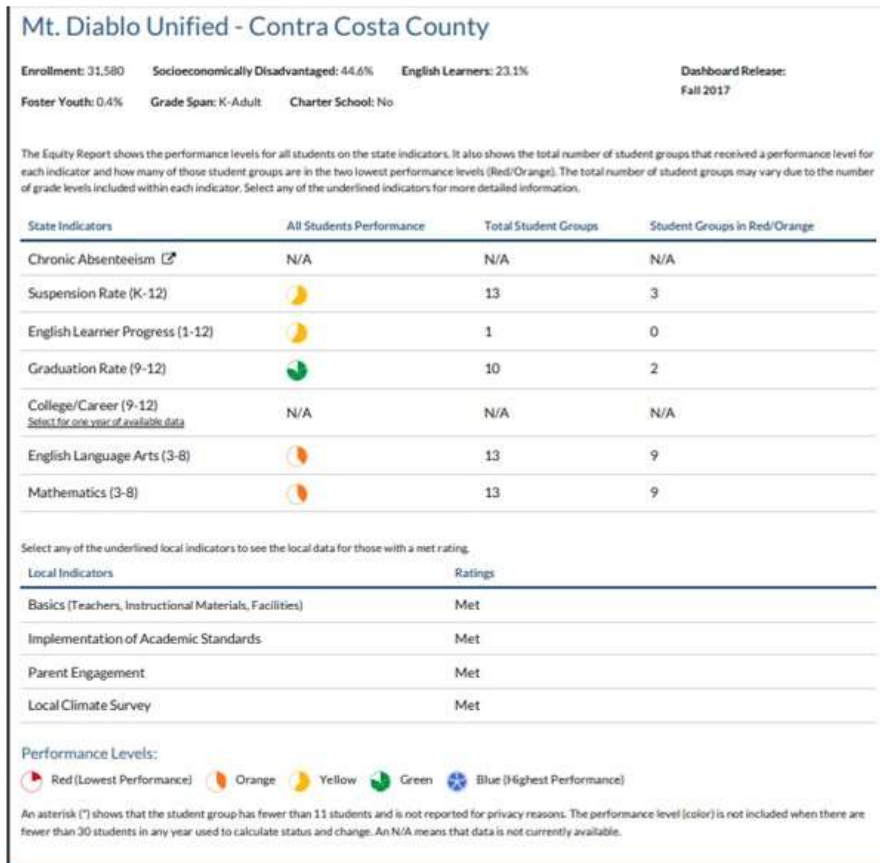 Mt. Diablo Unified - Contra Costa County
Enrollment: 31,580 Socioeconomically Disadvantaged: 44.6% English Learners: 23.1% Dashboard Release:
Fall 2017
Foster Youth: 0.4% Grade Span: K-Adult Charter School: No
The Equity Report shows the performance levels for all students on the state indicators. It also shows the total number of student groups that received a performance level for
each indicator and how many of those student groups are in the two lowest performance levels (Red/Orange). The total number of student groups may vary due to the number
of grade levels included within each indicator. Select any of the underlined indicators for more detailed information.
State Indicators All Students Performance Total Student Groups Student Groups in Red/Orange
Chronic Absenteeism N/A N/A N/A
Suspension Rate (K-12) 13 3
English Learner Progress (1-12) 1 0
Graduation Rate (9-12) 10 2
College/Career (9-12) N/A N/A N/A
Select for one year of available data
English Language Arts (3-8) 13 9
Mathematics (3-8) 13 9
Select any of the underlined local indicators to see the local data for those with a met rating.
Local Indicators Ratings
Basics (Teachers, Instructional Materials, Facilities) Met
Implementation of Academic Standards Met
Parent Engagement Met
Local Climate Survey Met
Performance Levels:
Red (Lowest Performance) Orange Yellow Green Blue (Highest Performance)
An asterisk (*) shows that the student group has fewer than 11 students and is not reported for privacy reasons. The performance level (color) is not included when there are
fewer than 30 students in any year used to calculate status and change. An N/A means that data is not currently available.